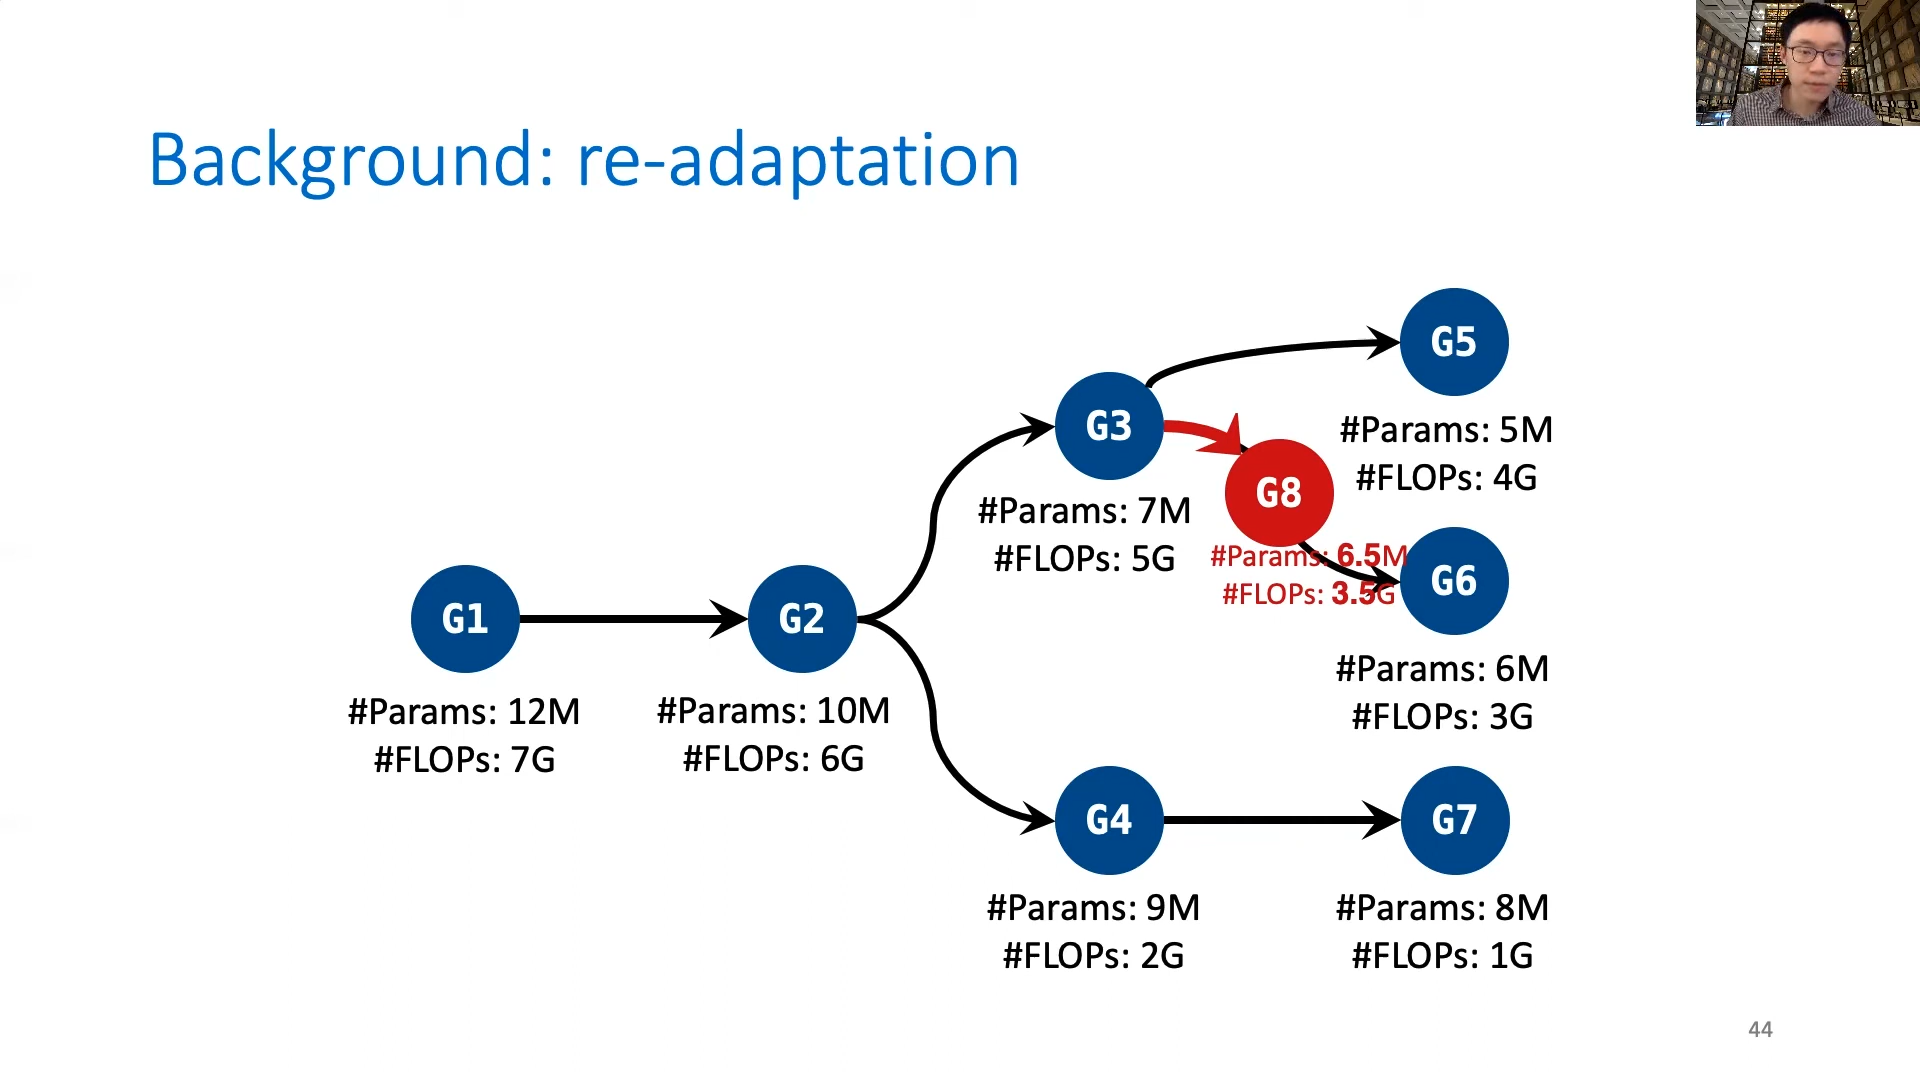 Background: re-adaptation
G5
#Params: 5M
#FLOPs: 4G
G3
#Params: 7M
#FLOPs: 5G
G8
#Params: 6.5M
#FLOPs: 3.5G
G6
#Params: 6M
#FLOPs: 3G
G1
#Params: 12M
#FLOPs: 7G
G2
#Params: 10M
#FLOPs: 6G
G4
#Params: 9M
#FLOPs: 2G
G7
#Params: 8M
#FLOPs: 1G
44